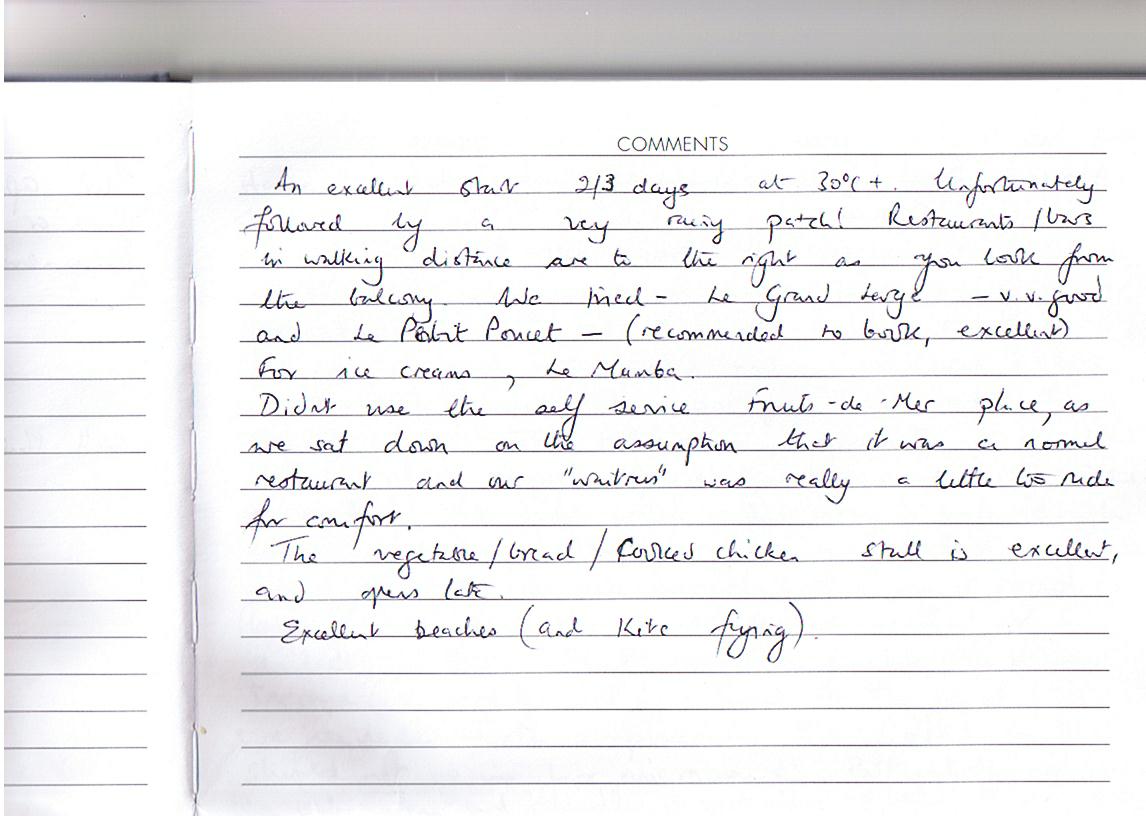 COMMENTS
An excellent start 2/3 days at 30°C +. Unfortunately
followed by a very rainy patch! Restaurants / bars
in walking distance are to the right as you look from
the balcony. We tried - Le Grand Large - v.v. good
and Le Petit Poucet - (recommended to book, excellent)
For ice creams, Le Mamba.
Didn't use the self service Fruits-de-Mer place, as
we sat down on the assumption that it was a normal
restaurant and our "waitress" was really a little too rude
for comfort.
The vegetable / bread / cooked chicken stall is excellent,
and opens late.
Excellent beaches (and kite flying).